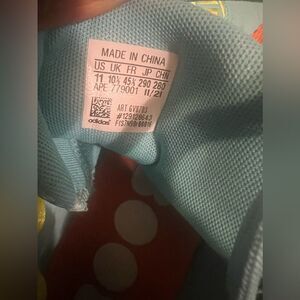 MADE IN CHINA
US UK FR JP CHN
11 10½ 45⅓ 290 280
APE 779001 11/21
ART
adidas